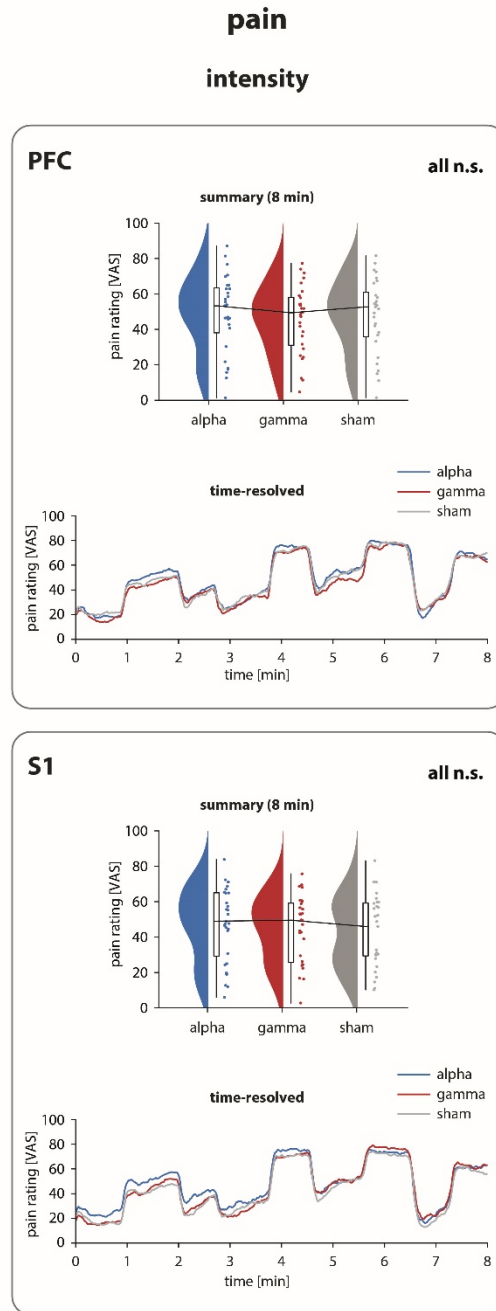 pain
intensity
PFC
all n.s.
summary (8 min)
pain rating [VAS]
100
80
60
40
20
0
alpha
gamma
sham
time-resolved
alpha
gamma
sham
pain rating [VAS]
100
80
60
40
20
0
0 1 2 3 4 5 6 7 8
time [min]
S1
all n.s.
summary (8 min)
pain rating [VAS]
100
80
60
40
20
0
alpha
gamma
sham
time-resolved
alpha
gamma
sham
pain rating [VAS]
100
80
60
40
20
0
0 1 2 3 4 5 6 7 8
time [min]